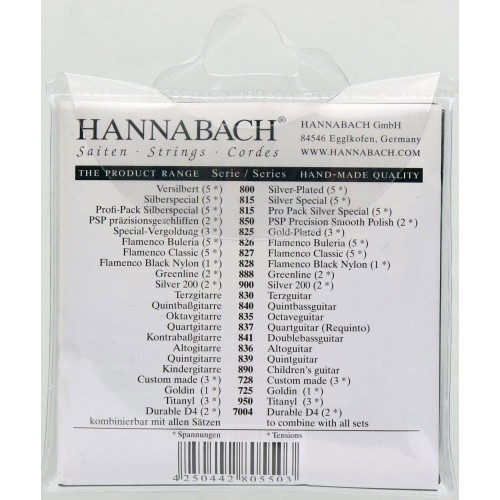 HANNABACH®
Saiten · Strings · Cordes
HANNABACH GmbH
84546 Egglkofen, Germany
WWW.HANNABACH.COM
THE PRODUCT RANGE Serie / Series HAND-MADE QUALITY
Versilbert (5 *) 800 Silver-Plated (5 *)
Silberspecial (5 *) 815 Silver Special (5 *)
Profi-Pack Silberspecial (5 *) 815 Pro Pack Silver Special (5 *)
PSP präzisionsgeschliffen (2 *) 850 PSP Precision Smooth Polish (2 *)
Special-Vergoldung (3 *) 825 Gold-Plated (3 *)
Flamenco Buleria (5 *) 826 Flamenco Buleria (5 *)
Flamenco Classic (5 *) 827 Flamenco Classic (5 *)
Flamenco Black Nylon (1 *) 828 Flamenco Black Nylon (1 *)
Greenline (2 *) 888 Greenline (2 *)
Silver 200 (2 *) 900 Silver 200 (2 *)
Terzgitarre 830 Terzguitar
Quintbaßgitarre 840 Quintbassguitar
Oktavgitarre 835 Octaveguitar
Quartgitarre 837 Quartguitar (Requinto)
Kontrabaßgitarre 841 Doublebassguitar
Altogitarre 836 Altoguitar
Quintgitarre 839 Quintguitar
Kindergitarre 890 Children's guitar
Custom made (3 *) 728 Custom made (3 *)
Goldin (1 *) 725 Goldin (1 *)
Titanyl (3 *) 950 Titanyl (3 *)
Durable D4 (2 *) 7004 Durable D4 (2 *)
kombinierbar mit allen Sätzen to combine with all sets
* Spannungen * Tensions
4 250442 805503